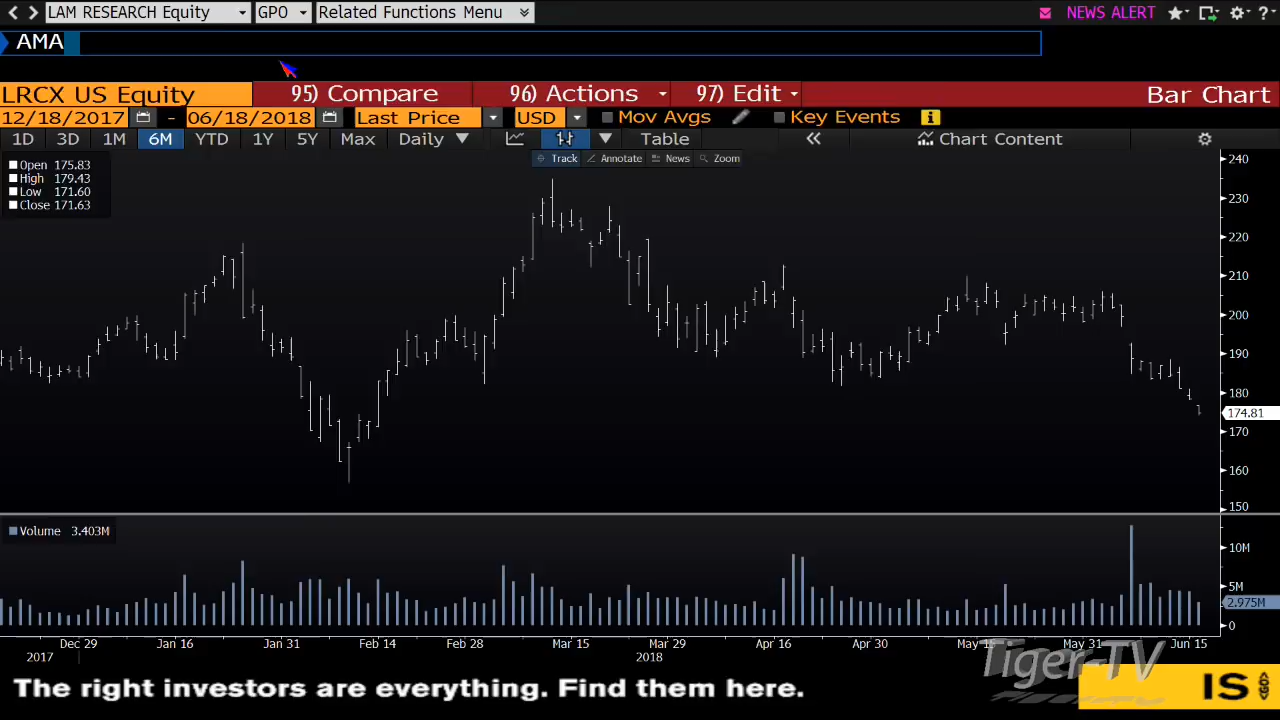 LAM RESEARCH Equity GPO Related Functions Menu NEWS ALERT ?
AMA
LRCX US Equity 95) Compare 96) Actions 97) Edit Bar Chart
12/18/2017 - 06/18/2018 Last Price USD Mov Avgs Key Events
1D 3D 1M 6M YTD 1Y 5Y Max Daily Table « Chart Content
Track Annotate News Zoom
Open 175.83
High 179.43
Low 171.60
Close 171.63
240
230
220
210
200
190
180
174.81
170
160
150
Volume 3.403M
10M
5M
2.975M
0
Dec 29 Jan 16 Jan 31 Feb 14 Feb 28 Mar 15 Mar 29 Apr 16 Apr 30 May 15 May 31 Jun 15
2017 2018
Tiger-TV
The right investors are everything. Find them here.
IS